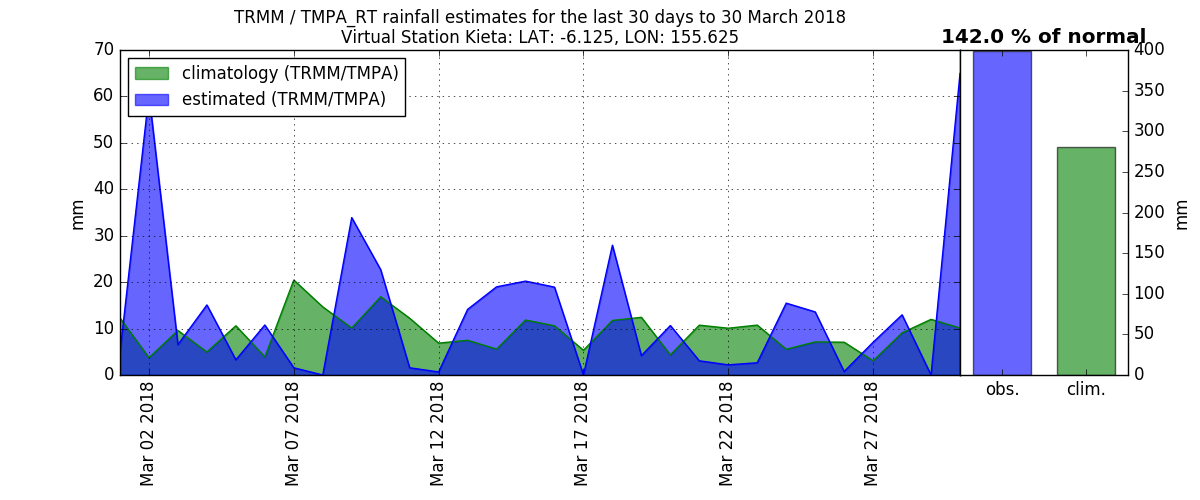 TRMM / TMPA_RT rainfall estimates for the last 30 days to 30 March 2018
Virtual Station Kieta: LAT: -6.125, LON: 155.625
142.0 % of normal
climatology (TRMM/TMPA)
estimated (TRMM/TMPA)
mm
70
60
50
40
30
20
10
0
Mar 02 2018
Mar 07 2018
Mar 12 2018
Mar 17 2018
Mar 22 2018
Mar 27 2018
obs.
clim.
400
350
300
250
200
150
100
50
0
mm